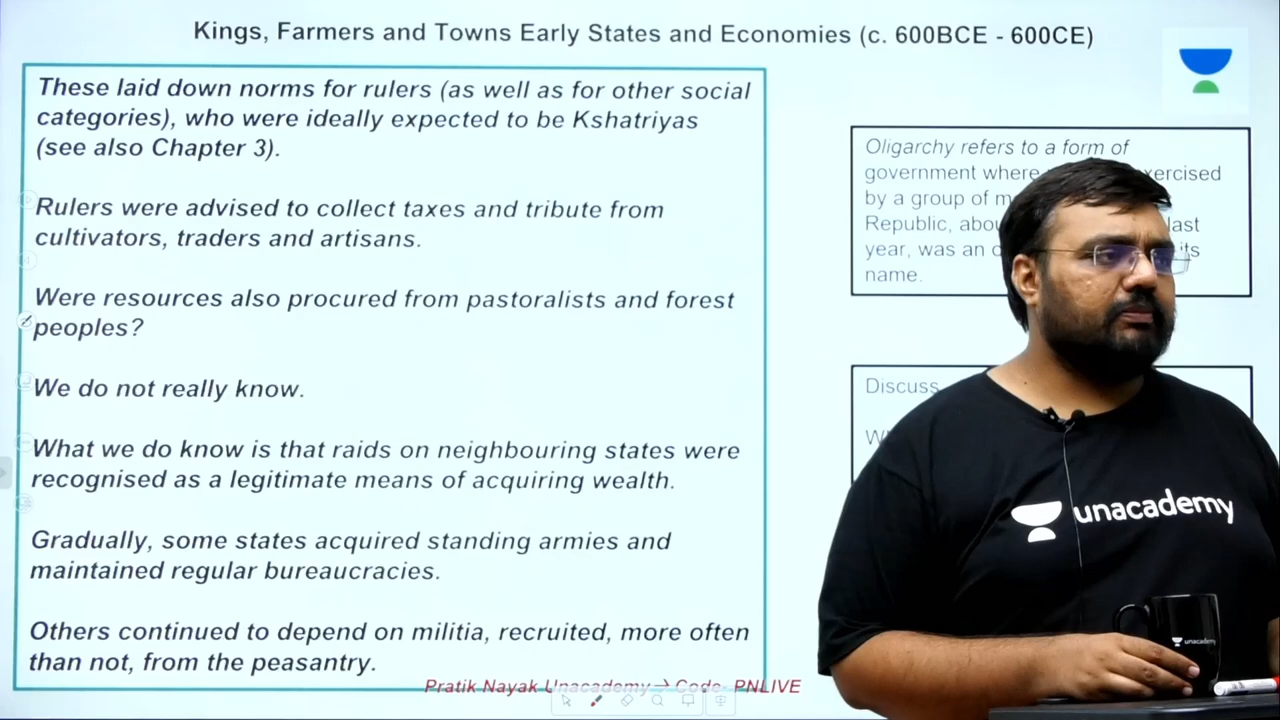 Kings, Farmers and Towns Early States and Economies (c. 600BCE - 600CE)
These laid down norms for rulers (as well as for other social
categories), who were ideally expected to be Kshatriyas
(see also Chapter 3).
Rulers were advised to collect taxes and tribute from
cultivators, traders and artisans.
Were resources also procured from pastoralists and forest
peoples?
We do not really know.
What we do know is that raids on neighbouring states were
recognised as a legitimate means of acquiring wealth.
Gradually, some states acquired standing armies and
maintained regular bureaucracies.
Others continued to depend on militia, recruited, more often
than not, from the peasantry.
Oligarchy refers to a form of
government where
by a group of
Republic,
last
year, was an
its
name.
Discuss
unacademy
unacademy
Pratik Nayak Unacademy→ Code- PNLIVE